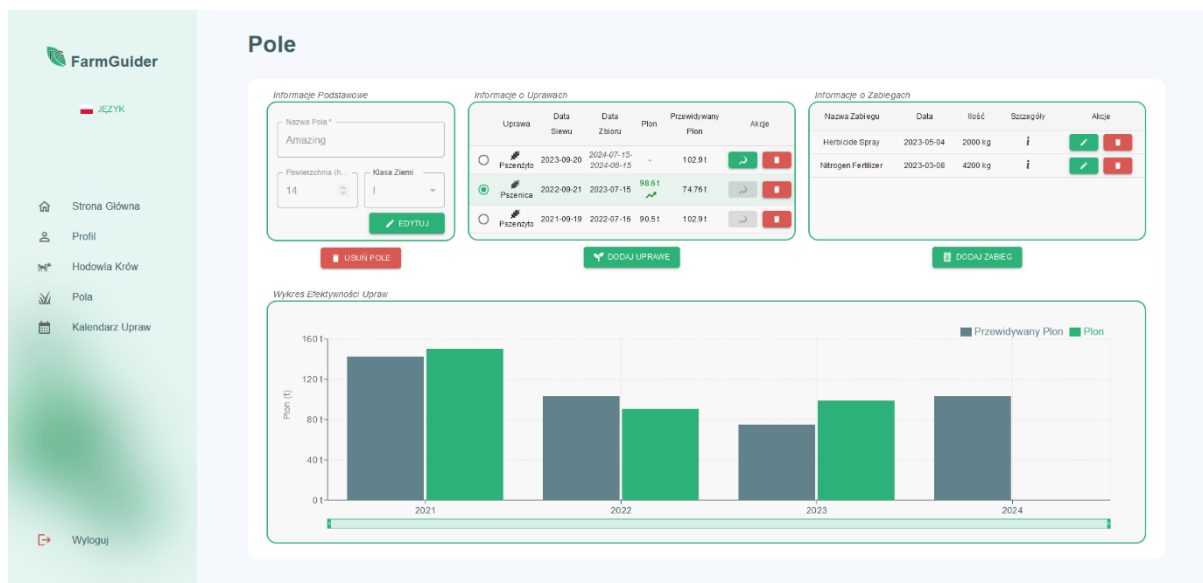 FarmGuider
JĘZYK
Strona Główna
Profil
Hodowla Krów
Pola
Kalendarz Upraw
Wyloguj
Pole
Informacje Podstawowe
Nazwa Pola *
Amazing
Powierzchnia (h... Klasa Ziemi
14 I
EDYTUJ
USUŃ POLE
Informacje o Uprawach
Uprawa Data Siewu Data Zbioru Plon Przewidywany Plon Akcje
Pszenżyto 2023-09-20 2024-07-15- 2024-08-15 - 102.9 t
Pszenica 2022-09-21 2023-07-15 98.6 t 74.76 t
Pszenżyto 2021-09-19 2022-07-16 90.5 t 102.9 t
DODAJ UPRAWĘ
Informacje o Zabiegach
Nazwa Zabiegu Data Ilość Szczegóły Akcje
Herbicide Spray 2023-05-04 2000 kg i
Nitrogen Fertilizer 2023-03-08 4200 kg i
DODAJ ZABIEG
Wykres Efektywności Upraw
Przewidywany Plon Plon
Plon (t)
160 t
120 t
80 t
40 t
0 t
2021 2022 2023 2024